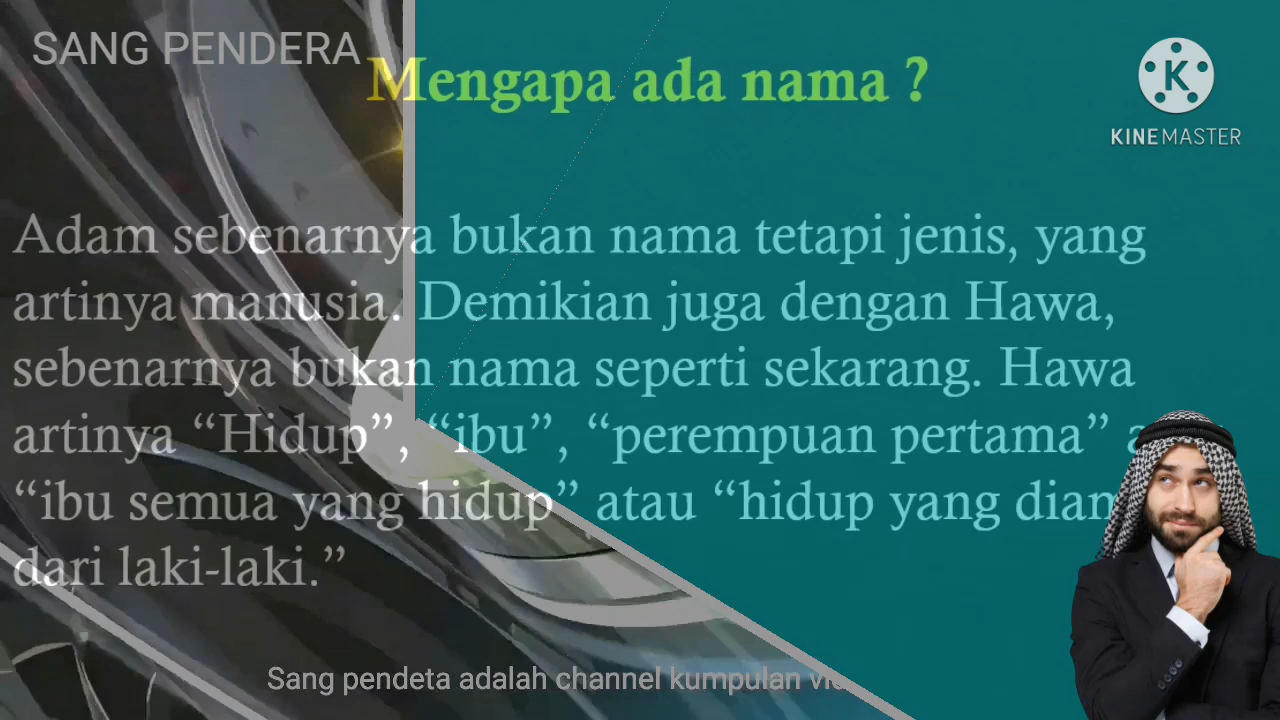 SANG PENDERA
Mengapa ada nama ?
KINEMASTER
Adam sebenarnya bukan nama tetapi jenis, yang
artinya manusia. Demikian juga dengan Hawa,
sebenarnya bukan nama seperti sekarang. Hawa
artinya “Hidup”, “ibu”, “perempuan pertama”
“ibu semua yang hidup” atau “hidup yang
dari laki-laki.”
Sang pendeta adalah channel kumpulan